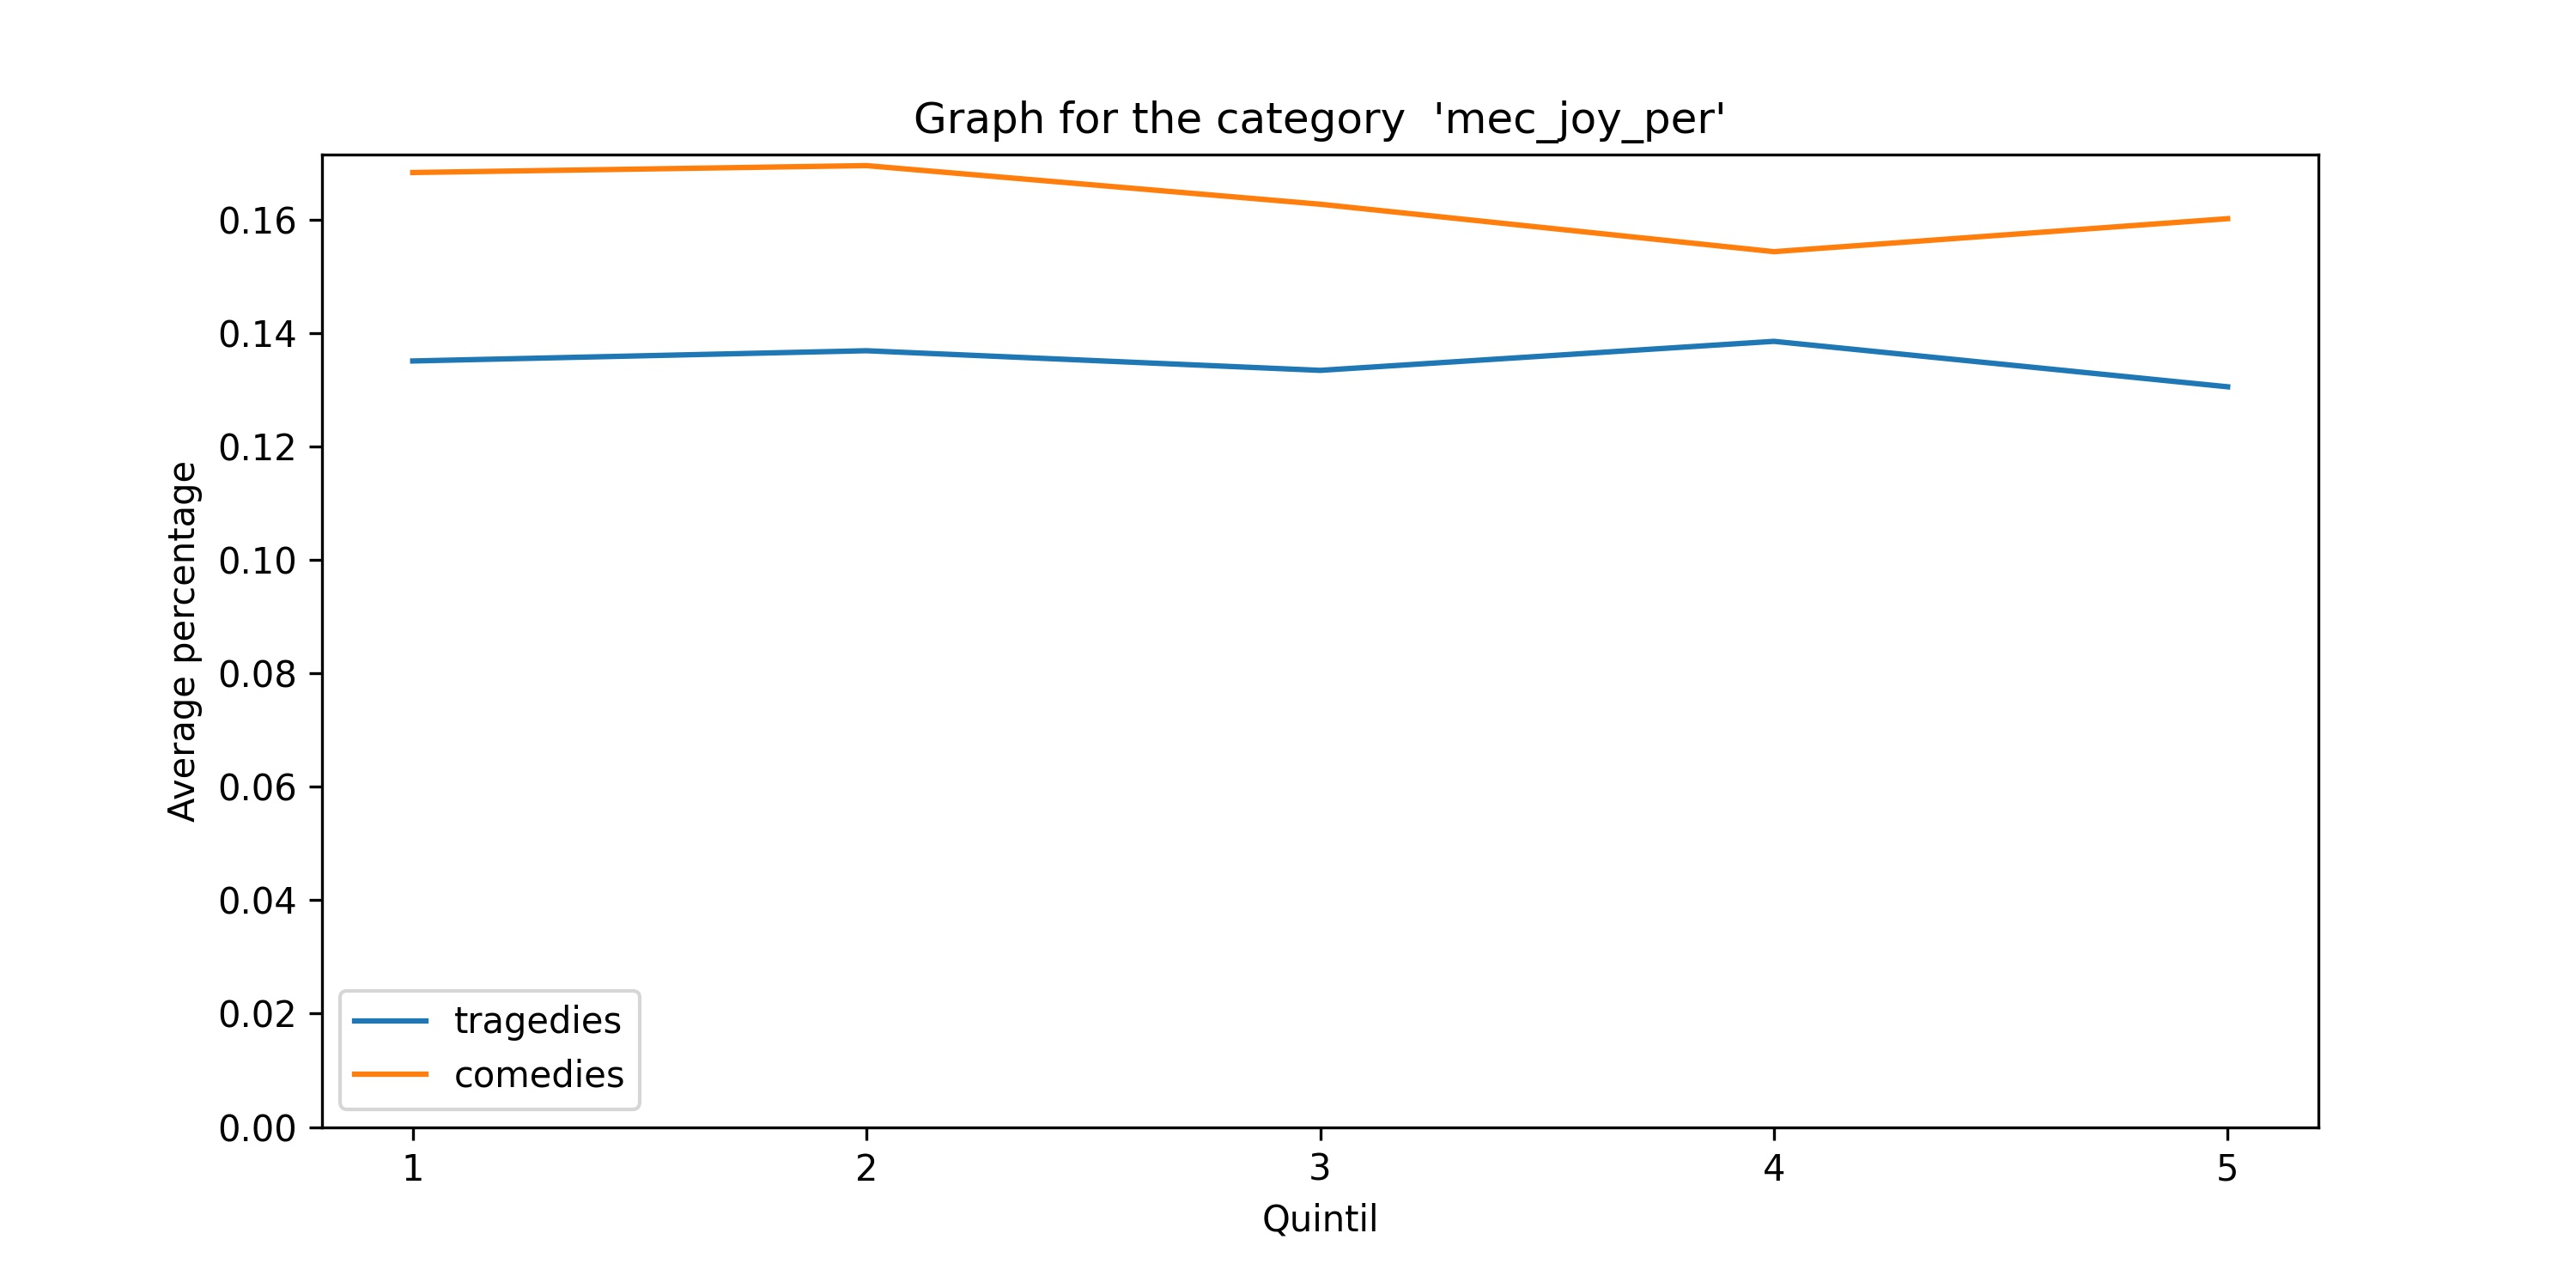 Graph for the category  'mec_joy_per'
0.16
0.14
0.12
0.10
0.08
0.06
0.04
0.02
0.00
Average percentage
tragedies
comedies
1 2 3 4 5
Quintil